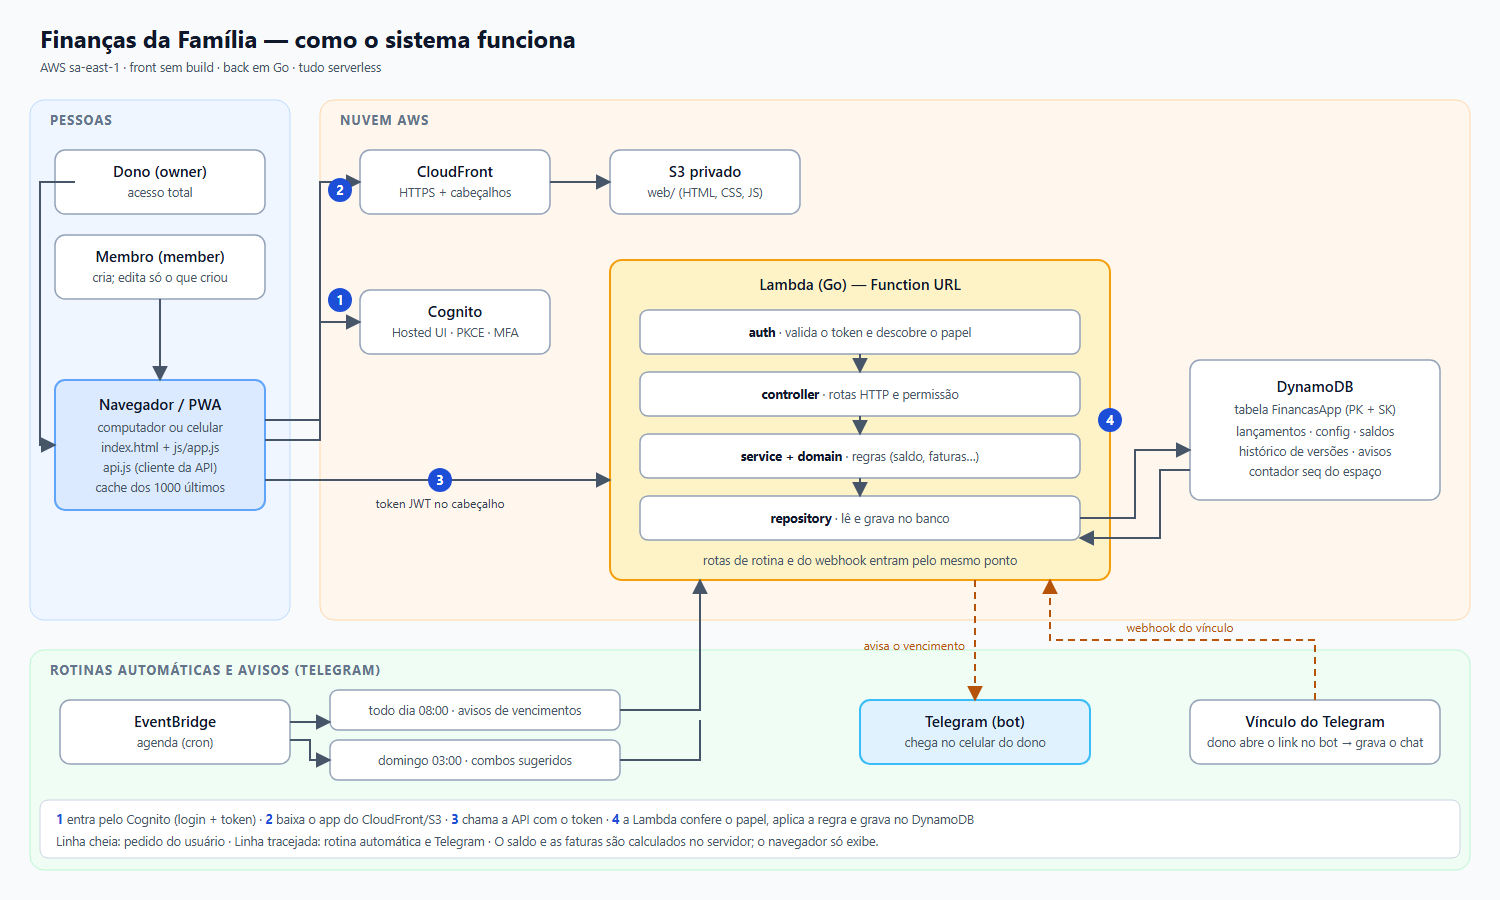 Finanças da Família — como o sistema funciona
AWS sa-east-1 · front sem build · back em Go · tudo serverless
PESSOAS
Dono (owner)
acesso total
Membro (member)
cria; edita só o que criou
Navegador / PWA
computador ou celular
index.html + js/app.js
api.js (cliente da API)
cache dos 1000 últimos
NUVEM AWS
2
CloudFront
HTTPS + cabeçalhos
S3 privado
web/ (HTML, CSS, JS)
1
Cognito
Hosted UI · PKCE · MFA
3
token JWT no cabeçalho
Lambda (Go) — Function URL
auth · valida o token e descobre o papel
controller · rotas HTTP e permissão
service + domain · regras (saldo, faturas...)
repository · lê e grava no banco
rotas de rotina e do webhook entram pelo mesmo ponto
4
DynamoDB
tabela FinancasApp (PK + SK)
lançamentos · config · saldos
histórico de versões · avisos
contador seq do espaço
avisa o vencimento
webhook do vínculo
ROTINAS AUTOMÁTICAS E AVISOS (TELEGRAM)
EventBridge
agenda (cron)
todo dia 08:00 · avisos de vencimentos
domingo 03:00 · combos sugeridos
Telegram (bot)
chega no celular do dono
Vínculo do Telegram
dono abre o link no bot → grava o chat
1 entra pelo Cognito (login + token) · 2 baixa o app do CloudFront/S3 · 3 chama a API com o token · 4 a Lambda confere o papel, aplica a regra e grava no DynamoDB
Linha cheia: pedido do usuário · Linha tracejada: rotina automática e Telegram · O saldo e as faturas são calculados no servidor; o navegador só exibe.